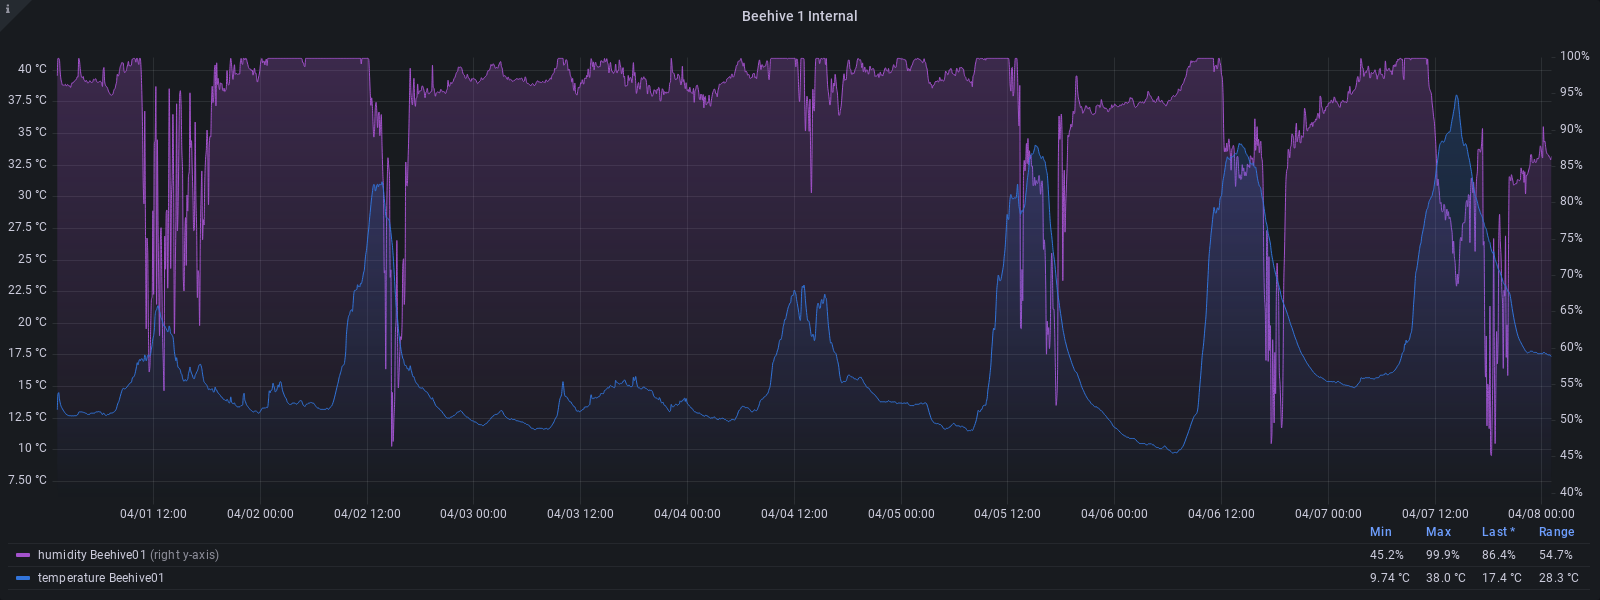 i
Beehive 1 Internal
40 °C
37.5 °C
35 °C
32.5 °C
30 °C
27.5 °C
25 °C
22.5 °C
20 °C
17.5 °C
15 °C
12.5 °C
10 °C
7.50 °C
100%
95%
90%
85%
80%
75%
70%
65%
60%
55%
50%
45%
40%
04/01 12:00 04/02 00:00 04/02 12:00 04/03 00:00 04/03 12:00 04/04 00:00 04/04 12:00 04/05 00:00 04/05 12:00 04/06 00:00 04/06 12:00 04/07 00:00 04/07 12:00 04/08 00:00
Min Max Last * Range
humidity Beehive01 (right y-axis) 45.2% 99.9% 86.4% 54.7%
temperature Beehive01 9.74 °C 38.0 °C 17.4 °C 28.3 °C